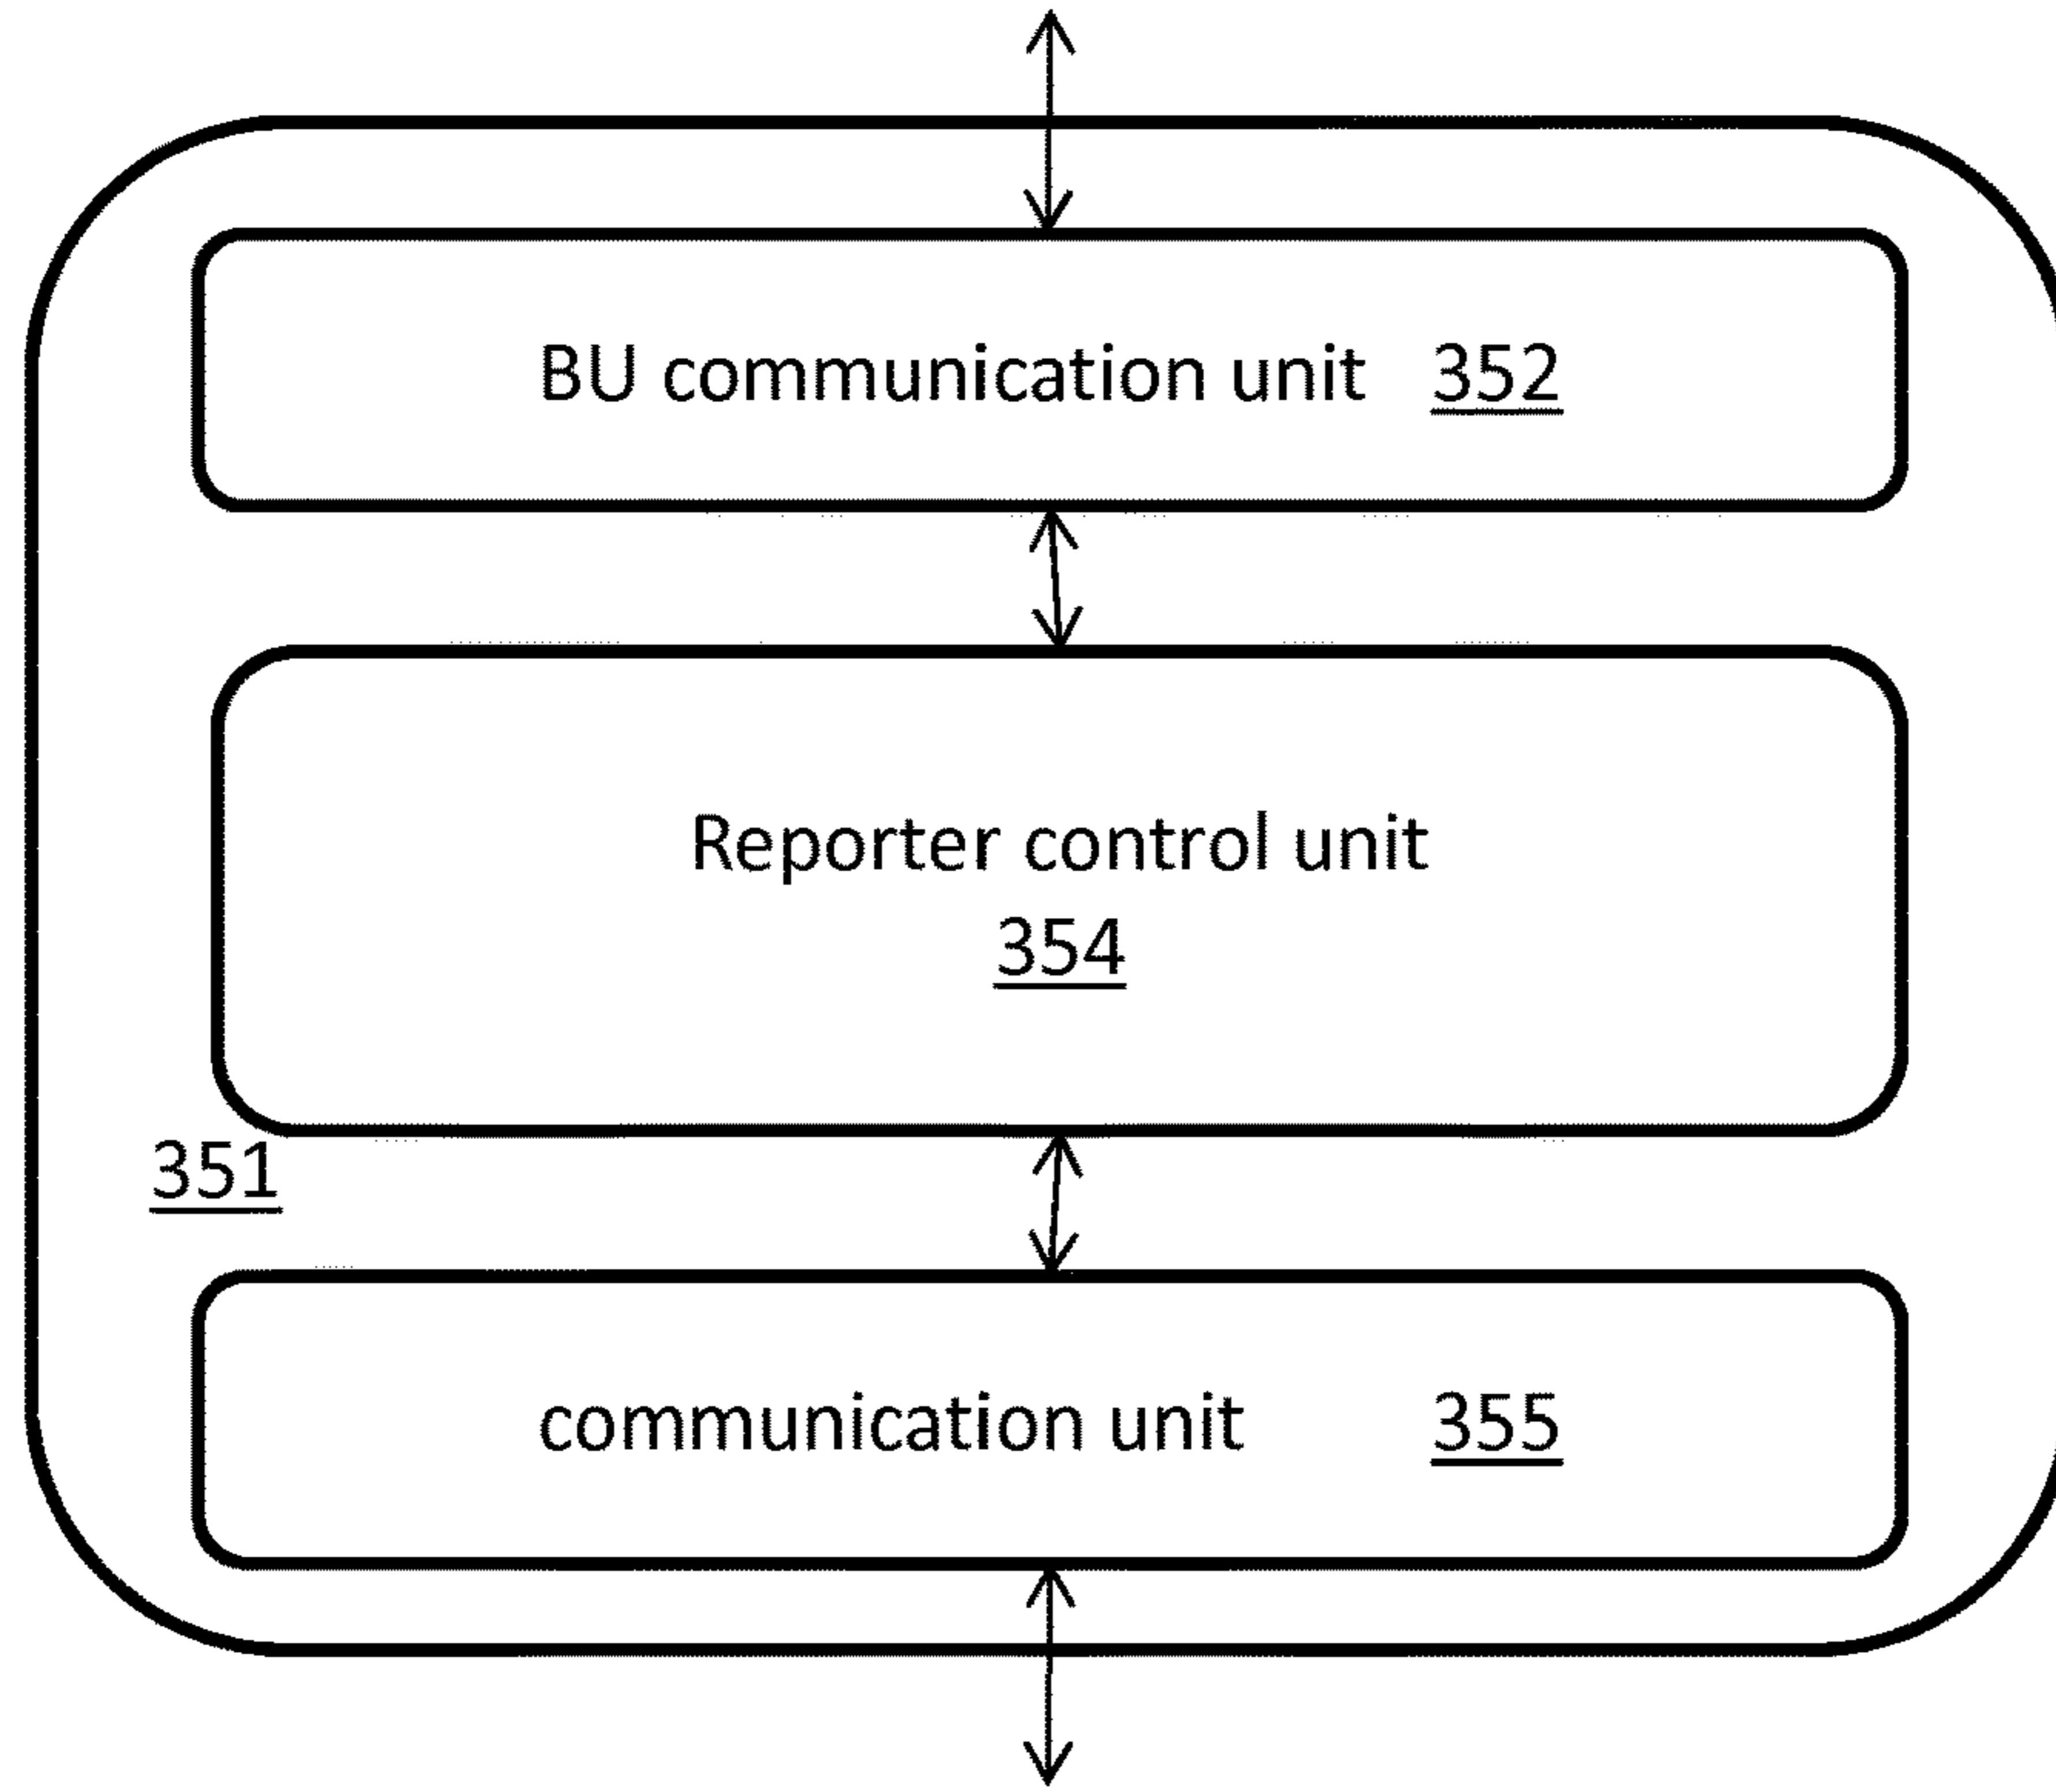 BU communication unit 352
Reporter control unit
354
351
communication unit 355